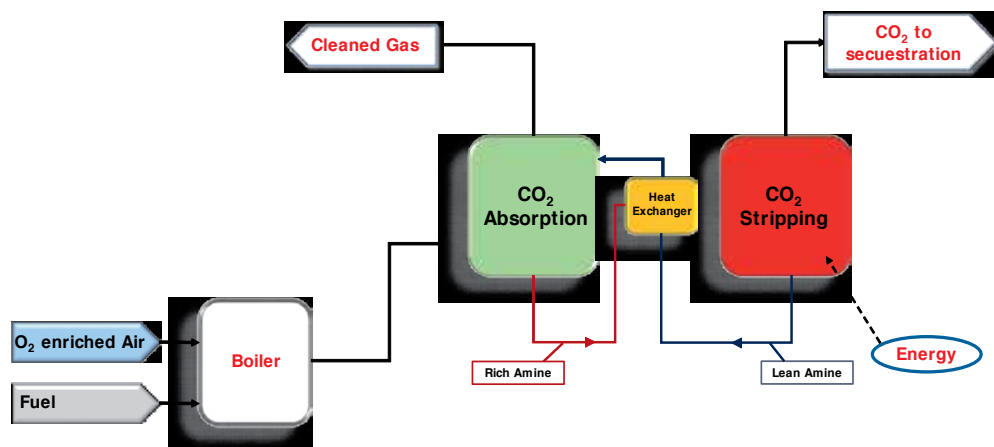 Cleaned Gas
CO₂ to
secuestration
CO₂
Absorption
Heat
Exchanger
CO₂
Stripping
O₂ enriched Air
Boiler
Fuel
Rich Amine
Lean Amine
Energy